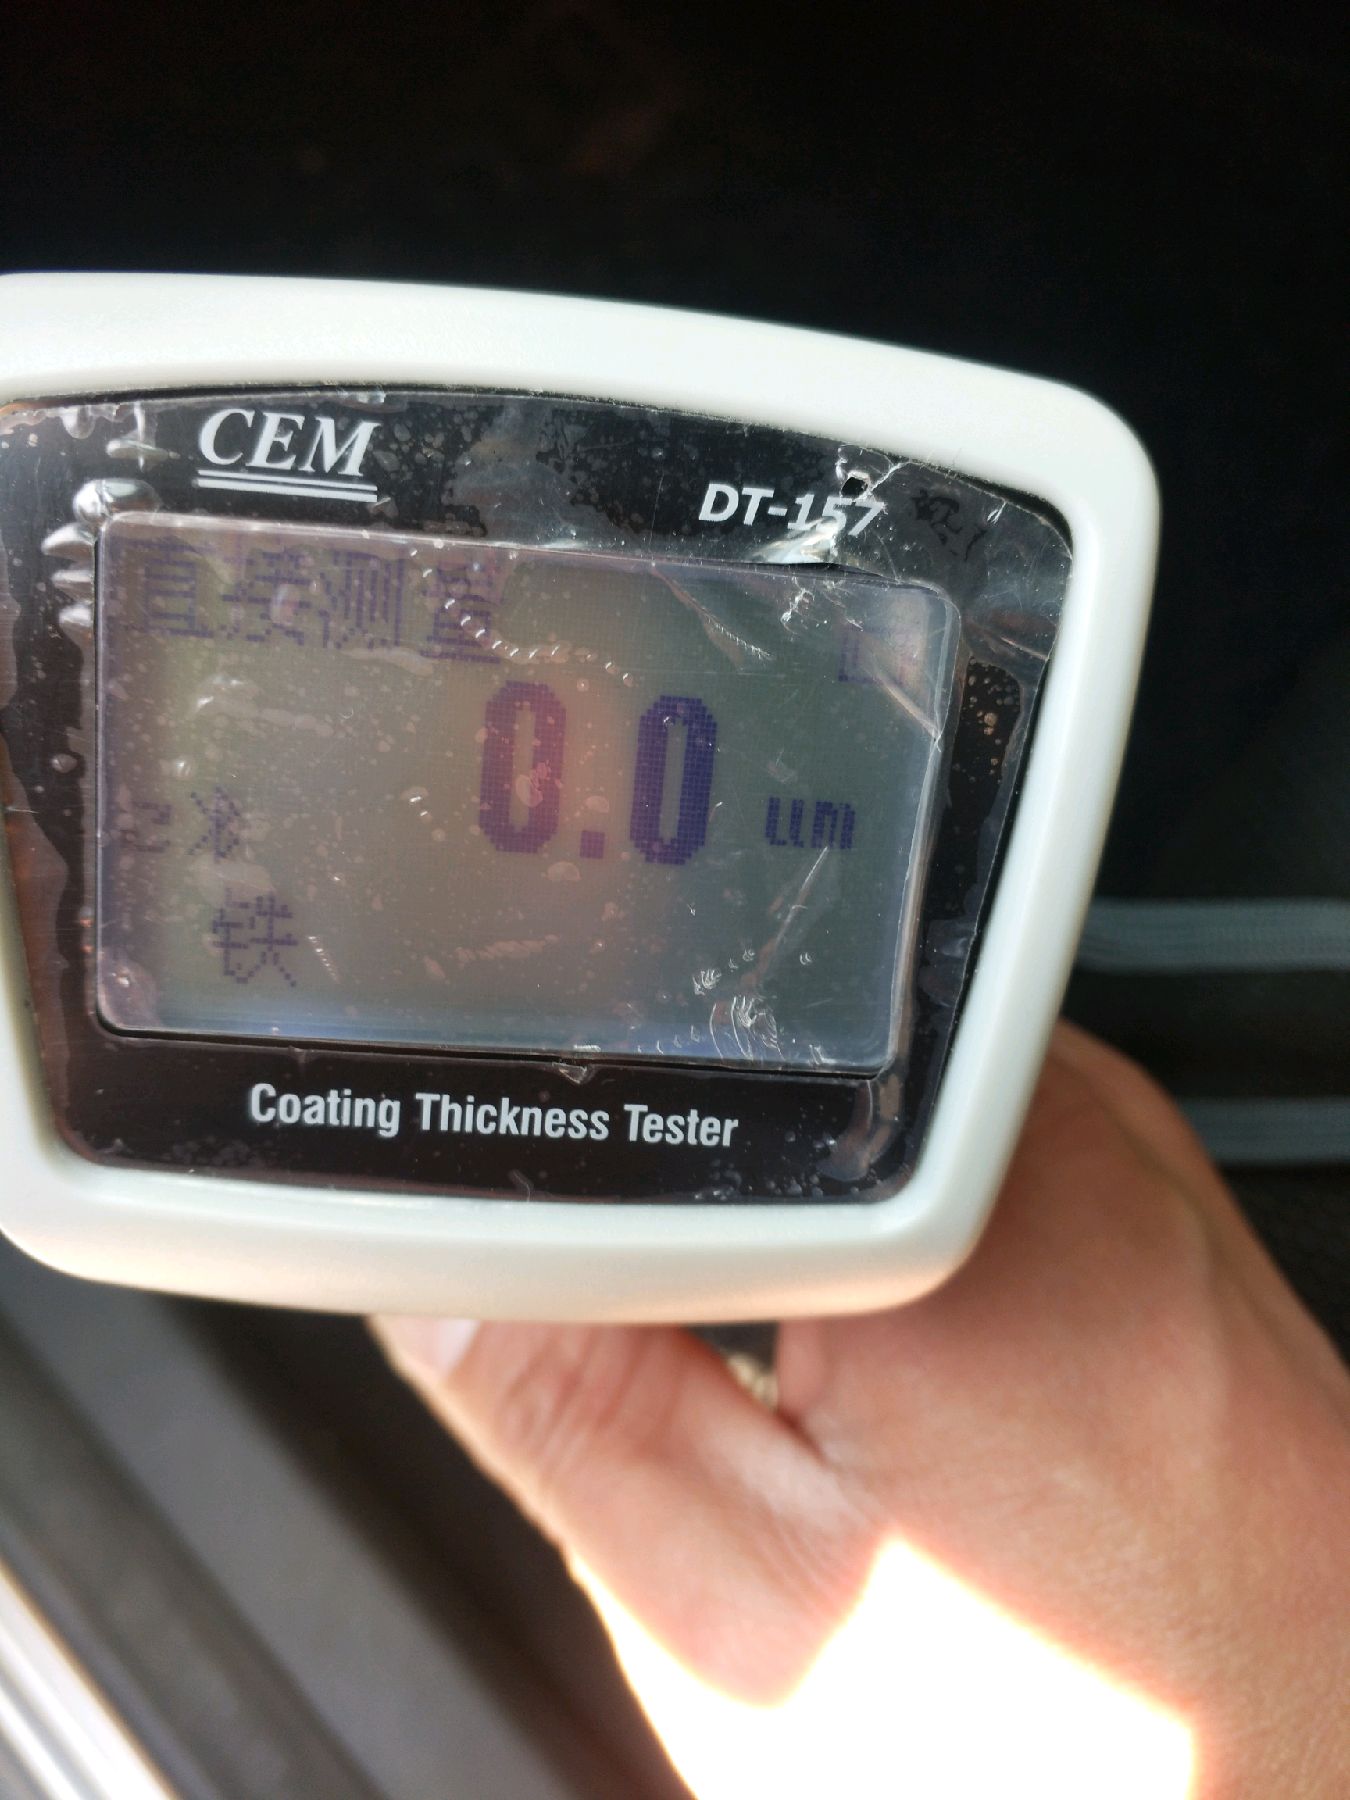 CEM
DT-157
直接测量
0.0 um
铁
Coating Thickness Tester